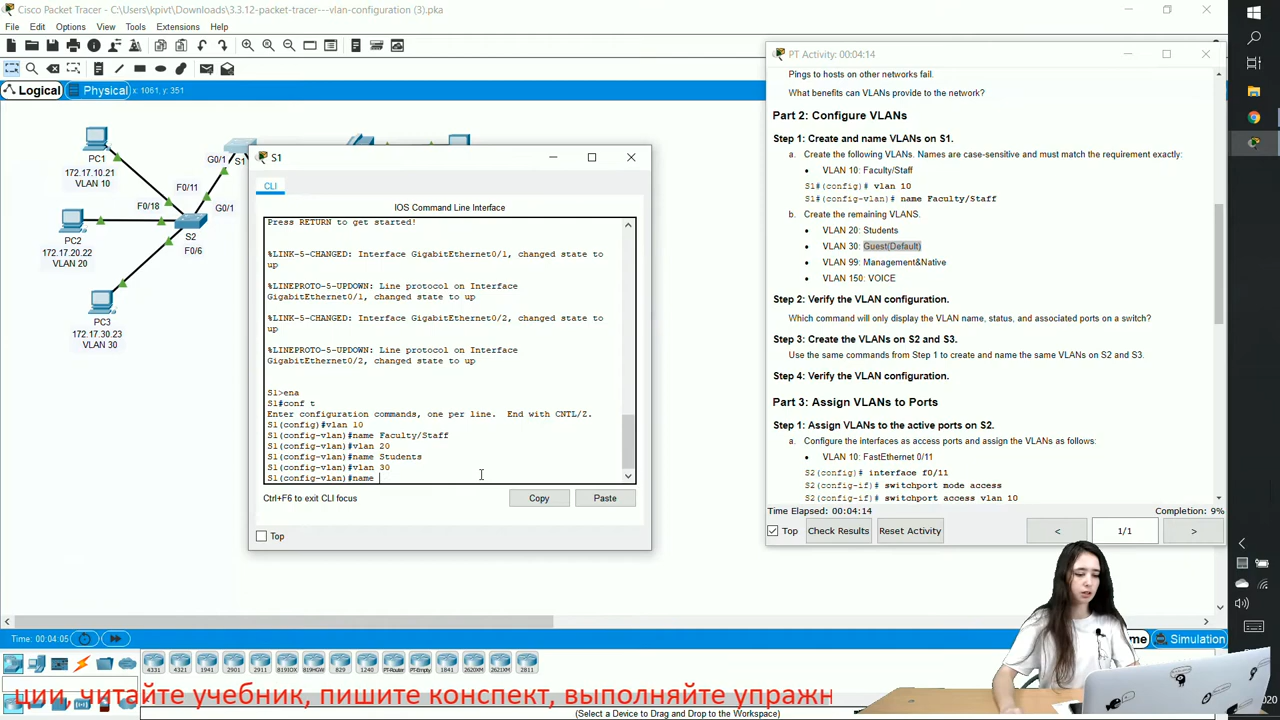 Cisco Packet Tracer - C:\Users\kpivt\Downloads\3.3.12-packet-tracer---vlan-configuration (3).pka
File Edit Options View Tools Extensions Help
Logical Physical x: 1061, y: 351
PC1
172.17.10.21
VLAN 10
PC2
172.17.20.22
VLAN 20
PC3
172.17.30.23
VLAN 30
F0/11
F0/18
G0/1
G0/1
S2
F0/6
S1
S1
CLI
IOS Command Line Interface
Press RETURN to get started!
%LINK-5-CHANGED: Interface GigabitEthernet0/1, changed state to
up
%LINEPROTO-5-UPDOWN: Line protocol on Interface
GigabitEthernet0/1, changed state to up
%LINK-5-CHANGED: Interface GigabitEthernet0/2, changed state to
up
%LINEPROTO-5-UPDOWN: Line protocol on Interface
GigabitEthernet0/2, changed state to up
S1>ena
S1#conf t
Enter configuration commands, one per line. End with CNTL/Z.
S1(config)#vlan 10
S1(config-vlan)#name Faculty/Staff
S1(config-vlan)#vlan 20
S1(config-vlan)#name Students
S1(config-vlan)#vlan 30
S1(config-vlan)#name
Ctrl+F6 to exit CLI focus
Copy
Paste
Top
PT Activity: 00:04:14
Pings to hosts on other networks fail.
What benefits can VLANs provide to the network?
Part 2: Configure VLANs
Step 1: Create and name VLANs on S1.
a. Create the following VLANs. Names are case-sensitive and must match the requirement exactly:
• VLAN 10: Faculty/Staff
S1#(config)# vlan 10
S1#(config-vlan)# name Faculty/Staff
b. Create the remaining VLANS.
• VLAN 20: Students
• VLAN 30: Guest(Default)
• VLAN 99: Management&Native
• VLAN 150: VOICE
Step 2: Verify the VLAN configuration.
Which command will only display the VLAN name, status, and associated ports on a switch?
Step 3: Create the VLANs on S2 and S3.
Use the same commands from Step 1 to create and name the same VLANs on S2 and S3.
Step 4: Verify the VLAN configuration.
Part 3: Assign VLANs to Ports
Step 1: Assign VLANs to the active ports on S2.
a. Configure the interfaces as access ports and assign the VLANs as follows:
• VLAN 10: FastEthernet 0/11
S2(config)# interface f0/11
S2(config-if)# switchport mode access
S2(config-if)# switchport access vlan 10
Time Elapsed: 00:04:14 Completion: 9%
Top Check Results Reset Activity < 1/1 >
Time: 00:04:05
me Simulation
4331 4321 1941 2901 2911 819IOX 819HGW 829 1240 PT-Router PT-Empty 1841 2620XM 2621XM 2811
ции, читайте учебник, пишите конспект, выполняйте упражн
(Select a Device to Drag and Drop to the Workspace)